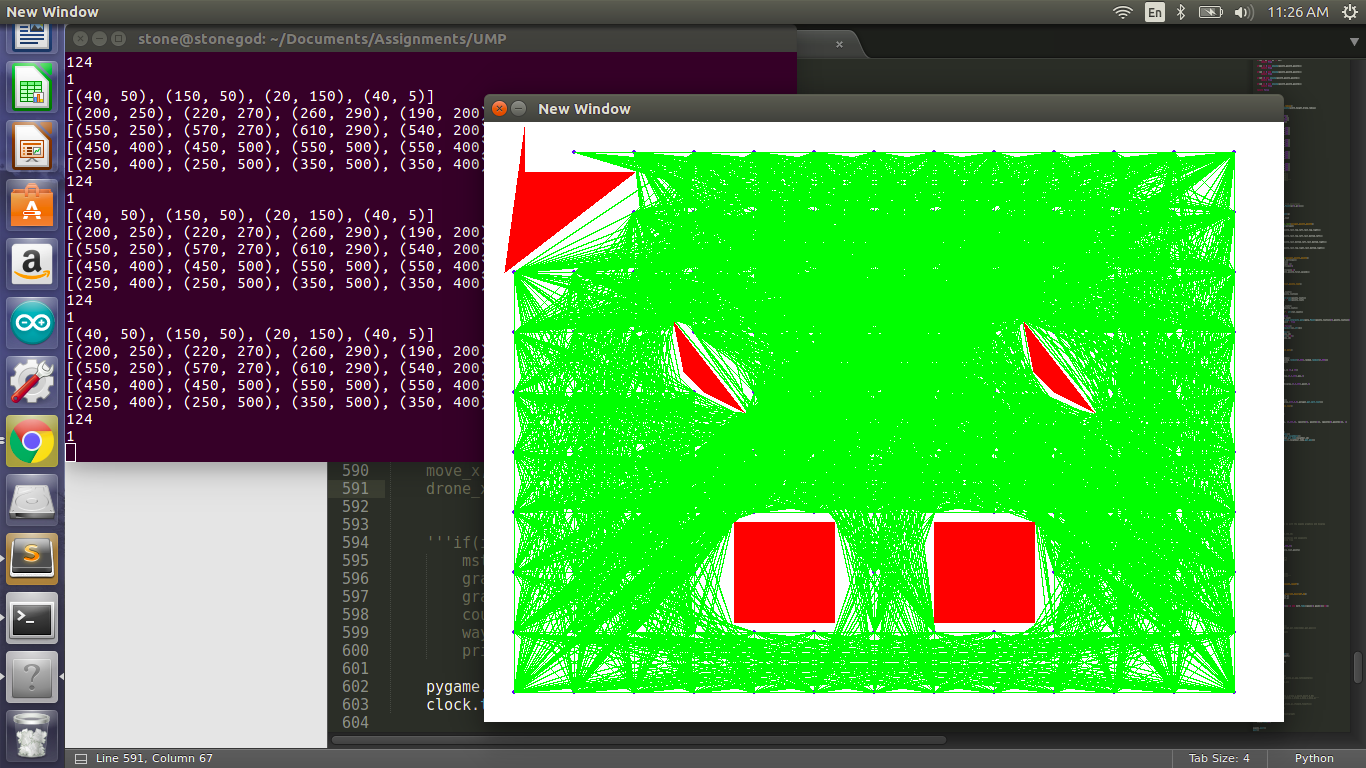 New Window
En
11:26 AM
stone@stonegod: ~/Documents/Assignments/UMP
124
1
[(40, 50), (150, 50), (20, 150), (40, 5)]
[(200, 250), (220, 270), (260, 290), (190, 200)
[(550, 250), (570, 270), (610, 290), (540, 200)
[(450, 400), (450, 500), (550, 500), (550, 400)
[(250, 400), (250, 500), (350, 500), (350, 400)
124
1
[(40, 50), (150, 50), (20, 150), (40, 5)]
[(200, 250), (220, 270), (260, 290), (190, 200)
[(550, 250), (570, 270), (610, 290), (540, 200)
[(450, 400), (450, 500), (550, 500), (550, 400)
[(250, 400), (250, 500), (350, 500), (350, 400)
124
1
[(40, 50), (150, 50), (20, 150), (40, 5)]
[(200, 250), (220, 270), (260, 290), (190, 200)
[(550, 250), (570, 270), (610, 290), (540, 200)
[(450, 400), (450, 500), (550, 500), (550, 400)
[(250, 400), (250, 500), (350, 500), (350, 400)
124
1
New Window
590 move_x
591 drone_x
592
593
594 '''if(
595 mst
596 gra
597 gra
598 cou
599 way
600 pri
601
602 pygame.
603 clock.
604
Line 591, Column 67
Tab Size: 4
Python